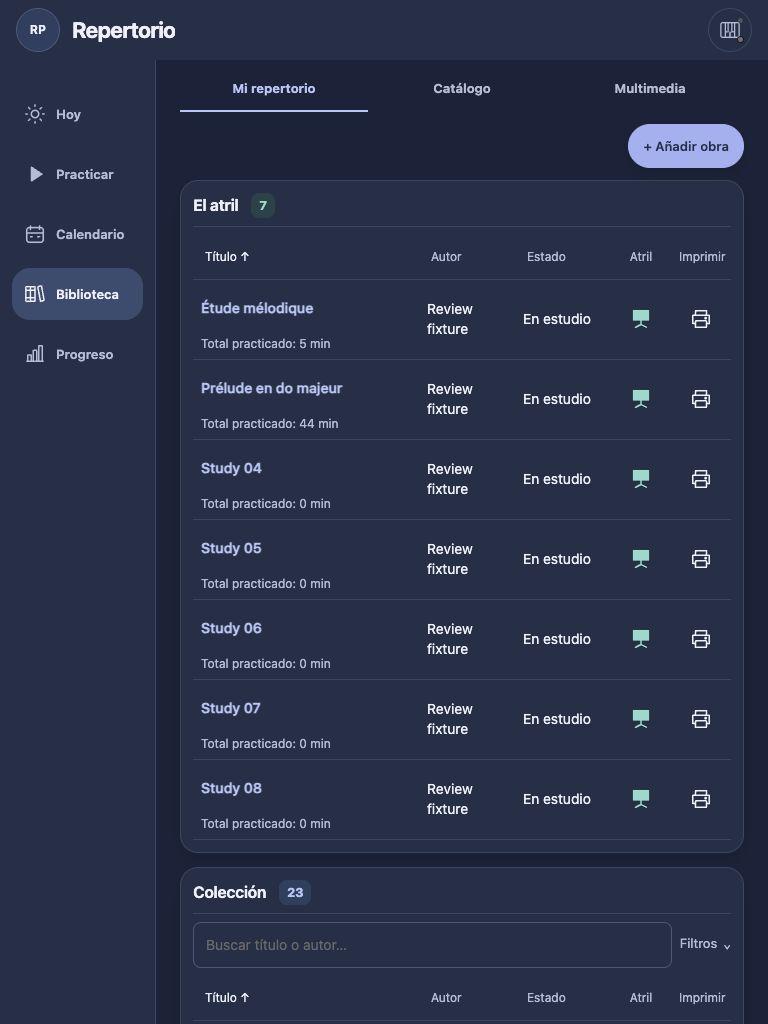 RP
Repertorio
Hoy
Practicar
Calendario
Biblioteca
Progreso
Mi repertorio
Catálogo
Multimedia
+ Añadir obra
El atril 7
Título ↑ Autor Estado Atril Imprimir
Étude mélodique
Total practicado: 5 min
Review
fixture
En estudio
Prélude en do majeur
Total practicado: 44 min
Review
fixture
En estudio
Study 04
Total practicado: 0 min
Review
fixture
En estudio
Study 05
Total practicado: 0 min
Review
fixture
En estudio
Study 06
Total practicado: 0 min
Review
fixture
En estudio
Study 07
Total practicado: 0 min
Review
fixture
En estudio
Study 08
Total practicado: 0 min
Review
fixture
En estudio
Colección 23
Buscar título o autor...
Filtros
Título ↑ Autor Estado Atril Imprimir